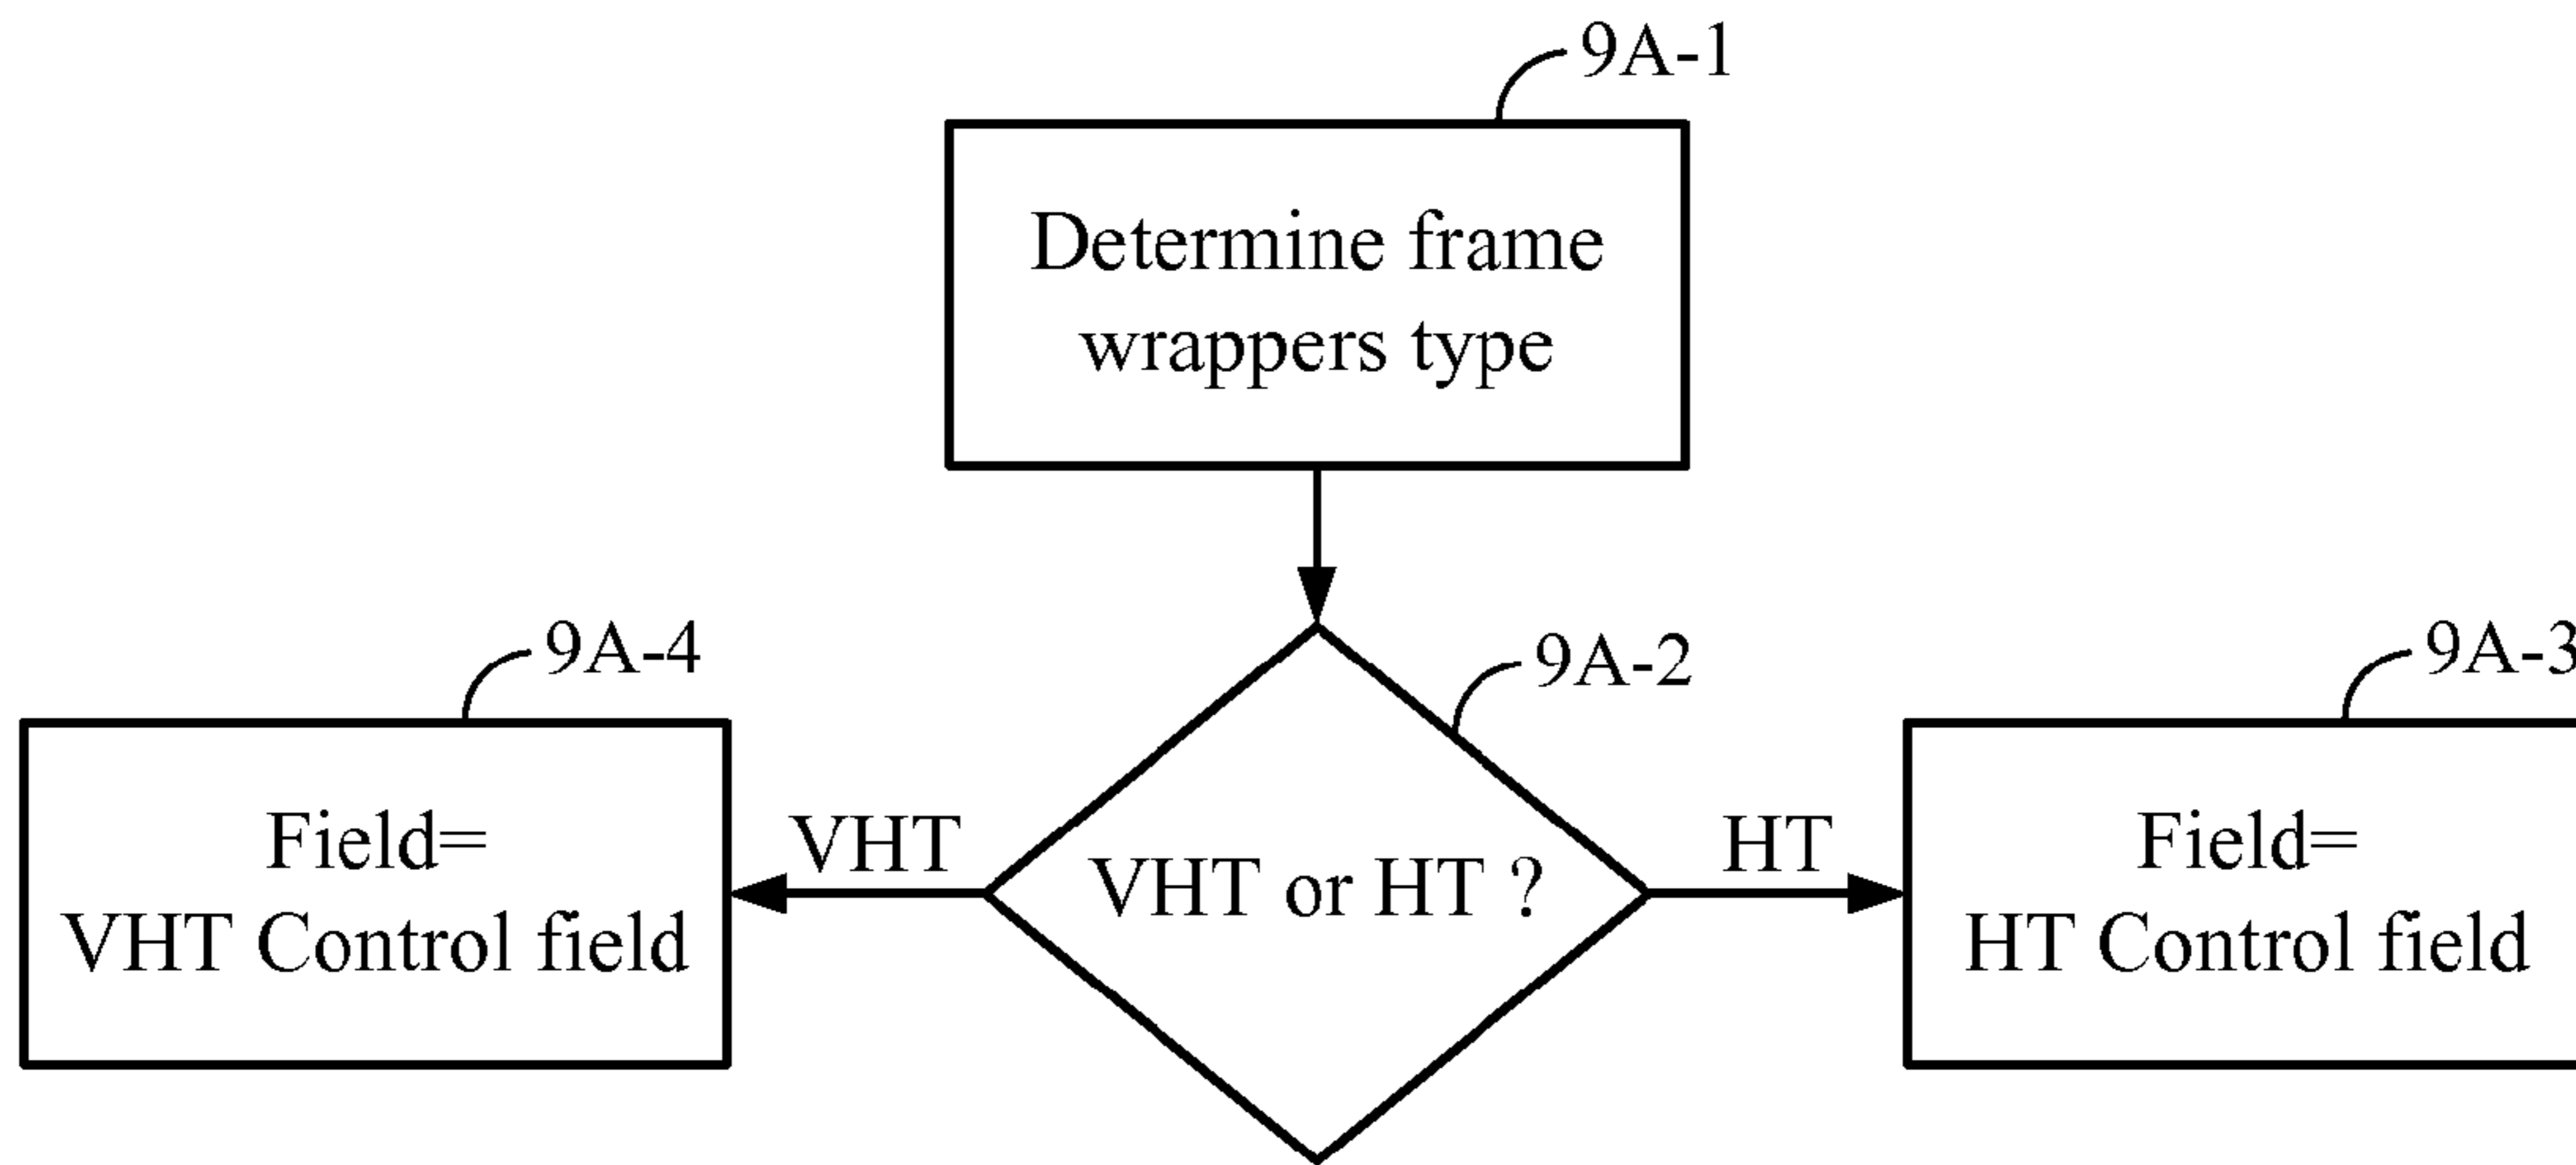 9A-1
Determine frame
wrappers type
9A-4
9A-2
9A-3
Field=
VHT Control field
VHT
VHT or HT ?
HT
Field=
HT Control field